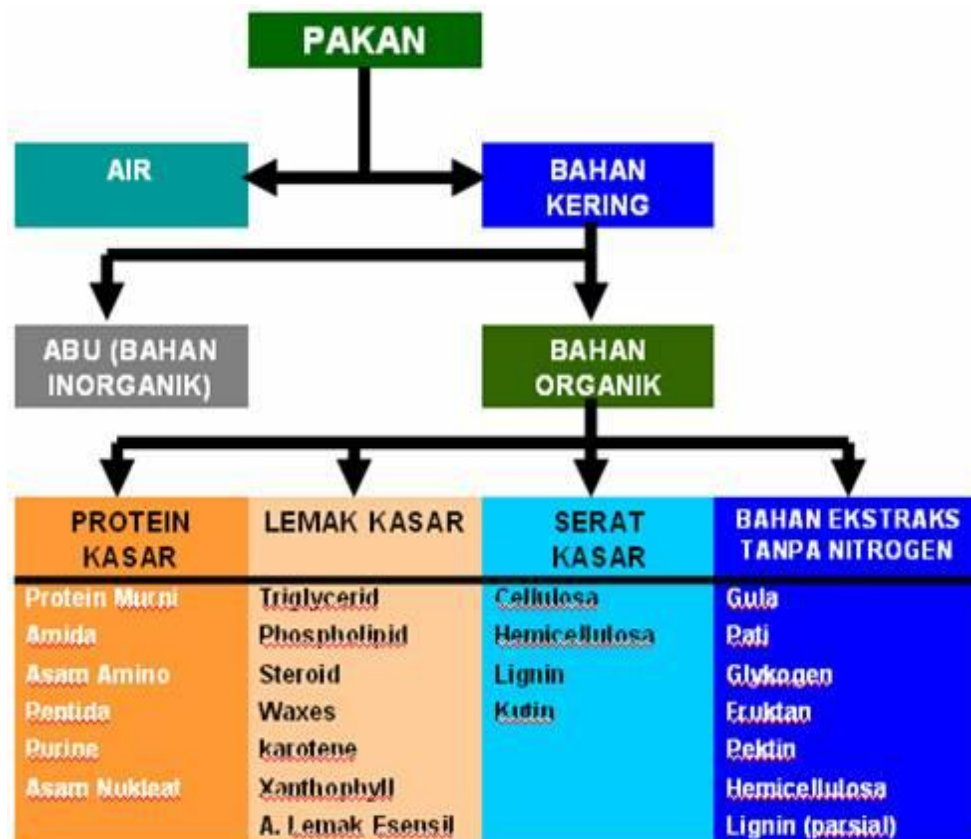 PAKAN
AIR
BAHAN
KERING
ABU (BAHAN
INORGANIK)
BAHAN
ORGANIK
PROTEIN
KASAR
LEMAK KASAR
SERAT
KASAR
BAHAN EKSTRAKS
TANPA NITROGEN
Protein Murni
Amida
Asam Amino
Peptida
Purine
Asam Nukleat
Triglycerid
Phospholipid
Steroid
Waxes
karotene
Xanthophyll
A. Lemak Esensil
Cellulosa
Hemicellulosa
Lignin
Kutin
Gula
Pati
Glykogen
Fruktan
Pektin
Hemicellulosa
Lignin (parsial)